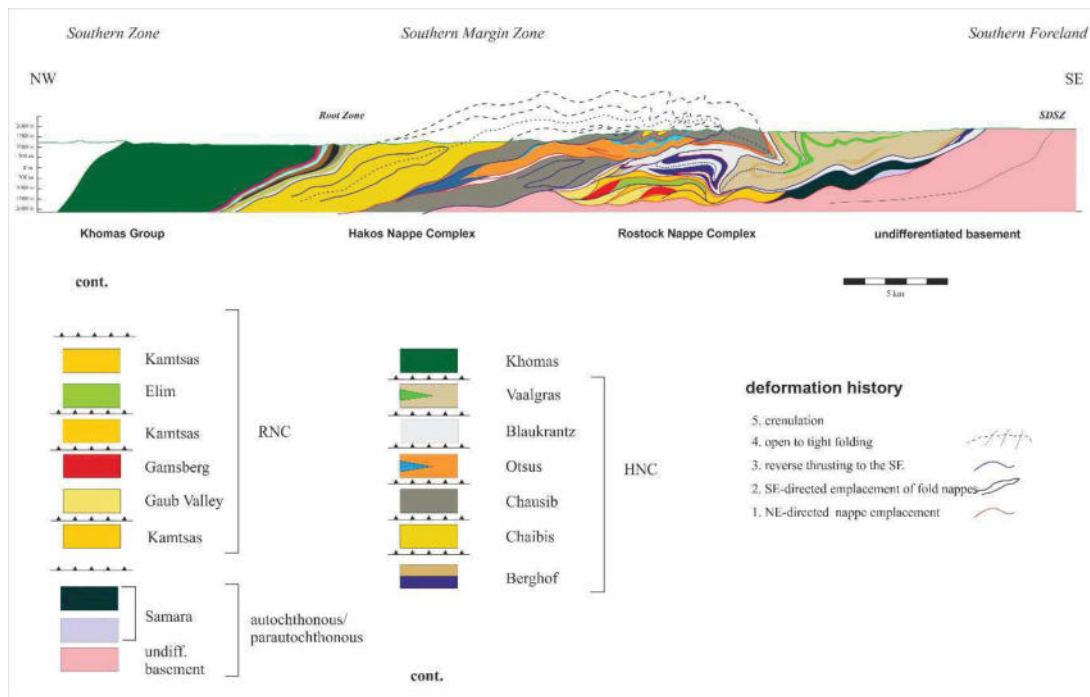 Southern Zone
Southern Margin Zone
Southern Foreland
NW
SE
Root Zone
SDSZ
Khomas Group
Hakos Nappe Complex
Rostock Nappe Complex
undifferentiated basement
cont.
5 km
Kamtsas
Elim
Kamtsas
Gamsberg
Gaub Valley
Kamtsas
RNC
Samara
undiff.
basement
autochthonous/
parautochthonous
Khomas
Vaalgras
Blaukrantz
Otsus
Chausib
Chaibis
Berghof
HNC
cont.
deformation history
5. crenulation
4. open to tight folding
3. reverse thrusting to the SE
2. SE-directed emplacement of fold nappes
1. NE-directed nappe emplacement